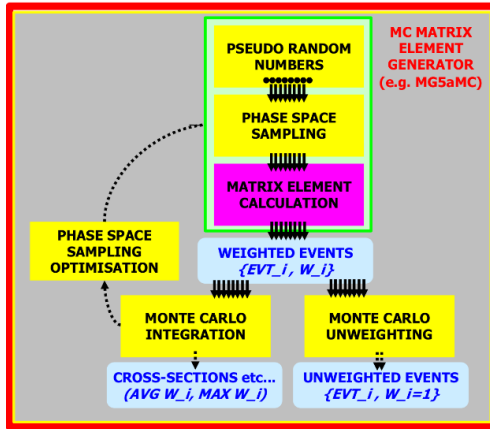 PSEUDO RANDOM
NUMBERS
MC MATRIX
ELEMENT
GENERATOR
(e.g. MG5aMC)
PHASE SPACE
SAMPLING
MATRIX ELEMENT
CALCULATION
PHASE SPACE
SAMPLING
OPTIMISATION
WEIGHTED EVENTS
{EVT_i , W_i}
MONTE CARLO
INTEGRATION
MONTE CARLO
UNWEIGHTING
CROSS-SECTIONS etc...
(AVG W_i, MAX W_i)
UNWEIGHTED EVENTS
{EVT_i , W_i=1}